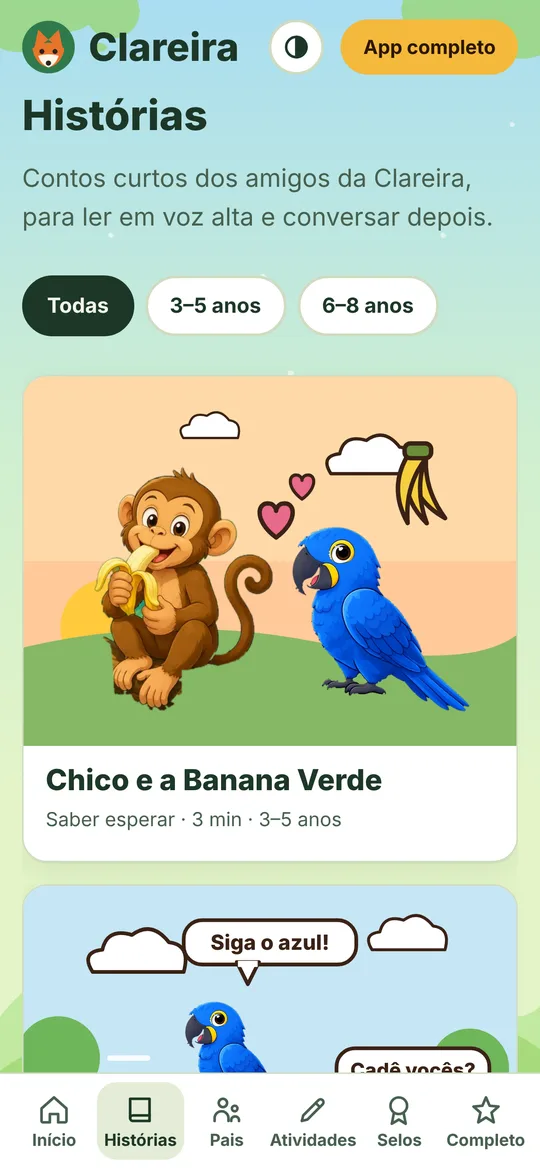 Clareira
App completo
Histórias
Contos curtos dos amigos da Clareira,
para ler em voz alta e conversar depois.
Todas
3–5 anos
6–8 anos
Chico e a Banana Verde
Saber esperar · 3 min · 3–5 anos
Siga o azul!
Cadê vocês?
Início
Histórias
Pais
Atividades
Selos
Completo